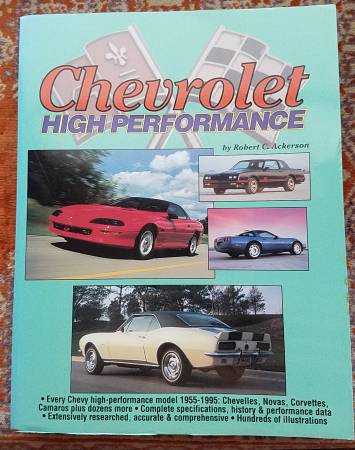 Chevrolet
HIGH PERFORMANCE
by Robert C. Ackerson
• Every Chevy high-performance model 1955-1995: Chevelles, Novas, Corvettes,
Camaros plus dozens more • Complete specifications, history & performance data
• Extensively researched, accurate & comprehensive • Hundreds of illustrations